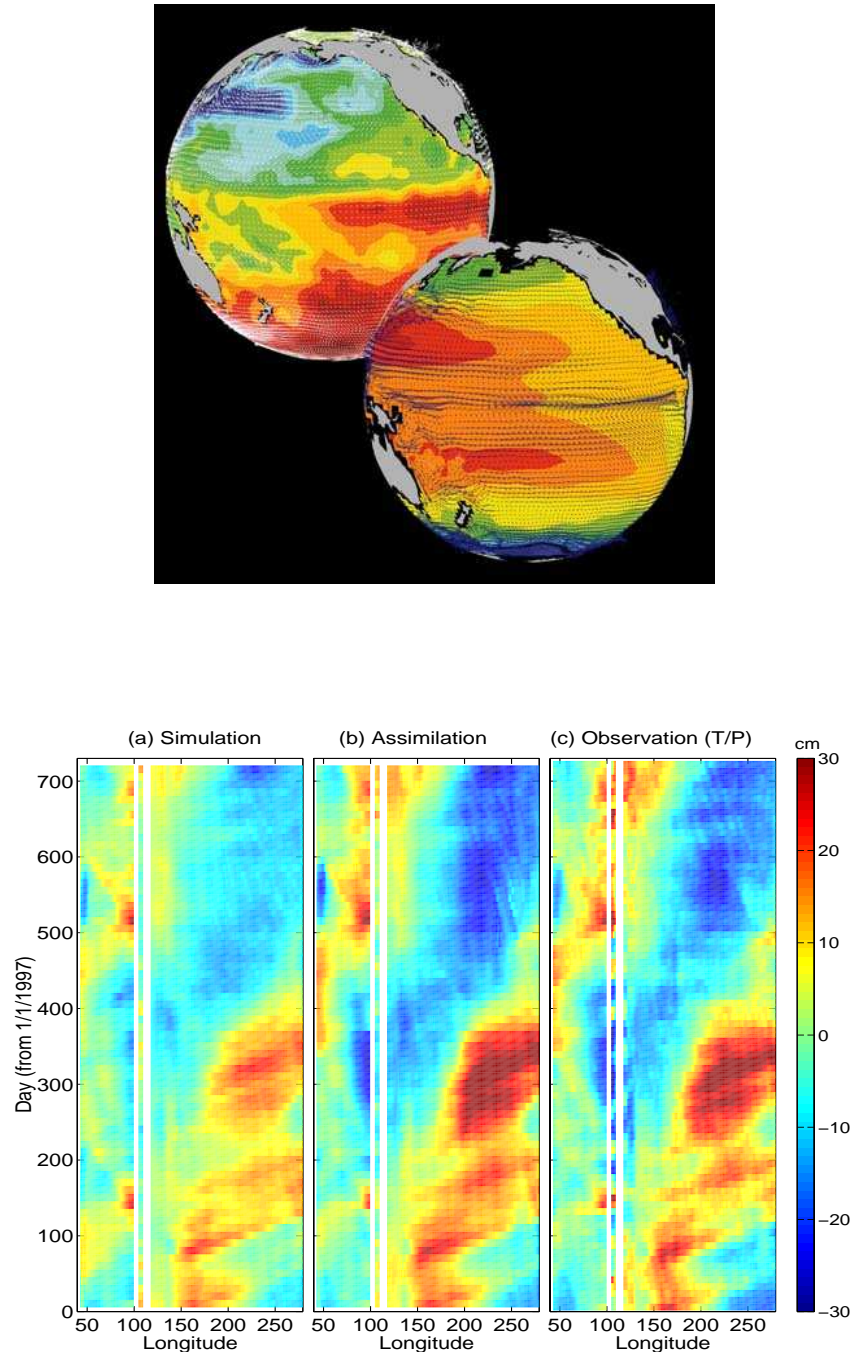 (a) Simulation
(b) Assimilation
(c) Observation (T/P)
cm
Day (from 1/1/1997)
700
600
500
400
300
200
100
0
50 100 150 200 250
50 100 150 200 250
50 100 150 200 250
Longitude
Longitude
Longitude
30
20
10
0
−10
−20
−30